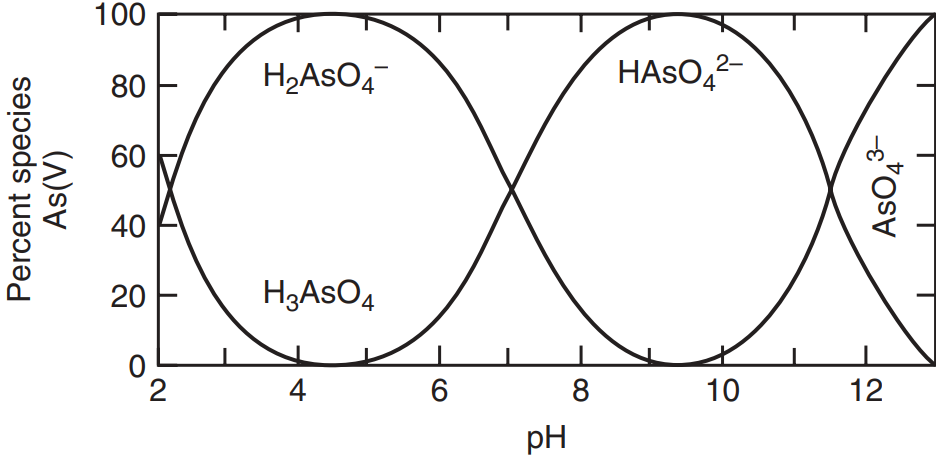 Percent species
As(V)
100
80
60
40
20
0
H₂AsO₄⁻
HAsO₄²⁻
AsO₄³⁻
H₃AsO₄
2 4 6 8 10 12
pH